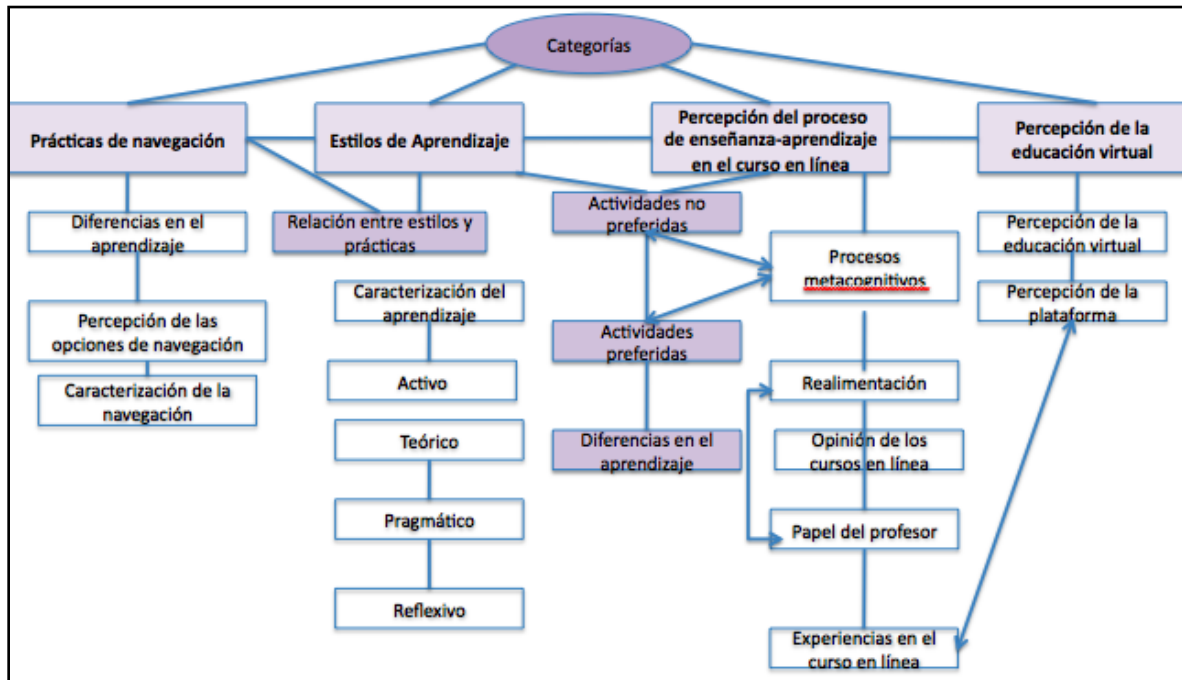 Categorías
Prácticas de navegación
Estilos de Aprendizaje
Percepción del proceso
de enseñanza-aprendizaje
en el curso en línea
Percepción de la
educación virtual
Diferencias en el
aprendizaje
Percepción de las
opciones de navegación
Caracterización de la
navegación
Relación entre estilos y
prácticas
Caracterización del
aprendizaje
Activo
Teórico
Pragmático
Reflexivo
Actividades no
preferidas
Actividades
preferidas
Diferencias en el
aprendizaje
Procesos
metacognitivos
Realimentación
Opinión de los
cursos en línea
Papel del profesor
Experiencias en el
curso en línea
Percepción de la
educación virtual
Percepción de la
plataforma